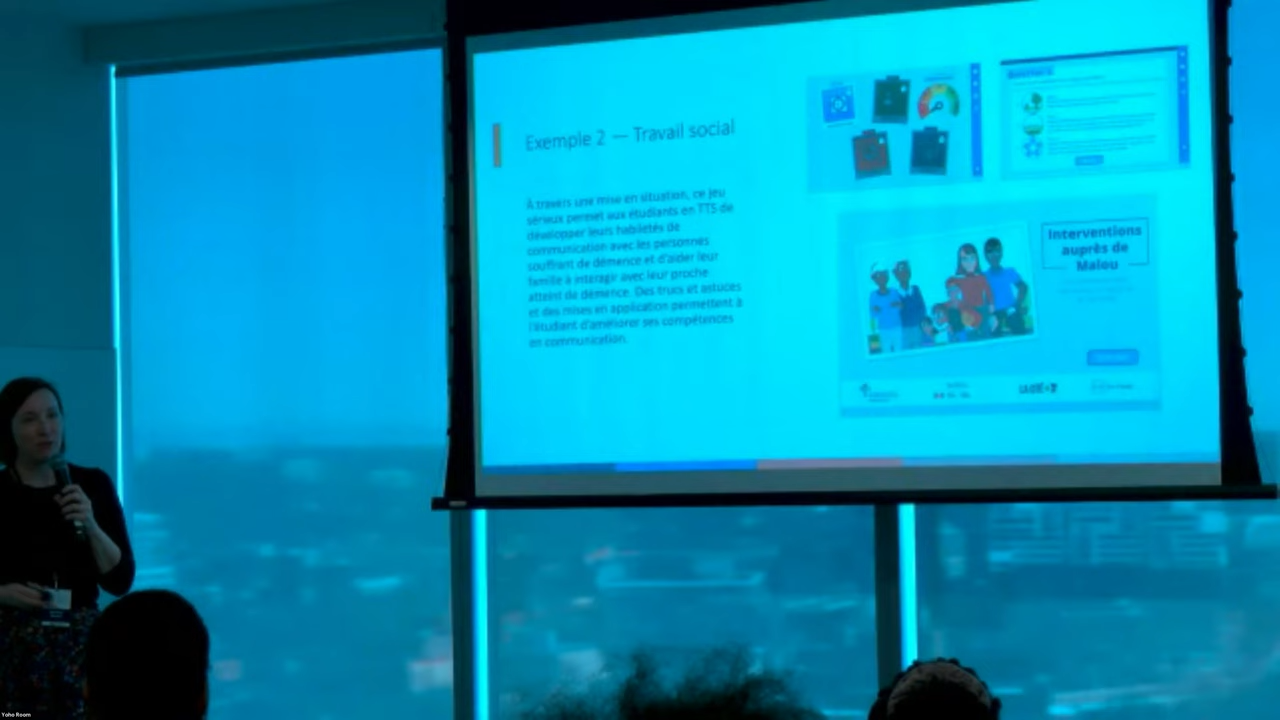 Exemple 2 — Travail social
À travers une mise en situation, ce jeu
sérieux permet aux étudiants en TTS de
développer leurs habiletés de
communication avec les personnes
souffrant de démence et d'aider leur
famille à interagir avec leur proche
atteint de démence. Des trucs et astuces
et des mises en application permettent à
l'étudiant d'améliorer ses compétences
en communication.
Interventions
auprès de
Malou
Yoho Room